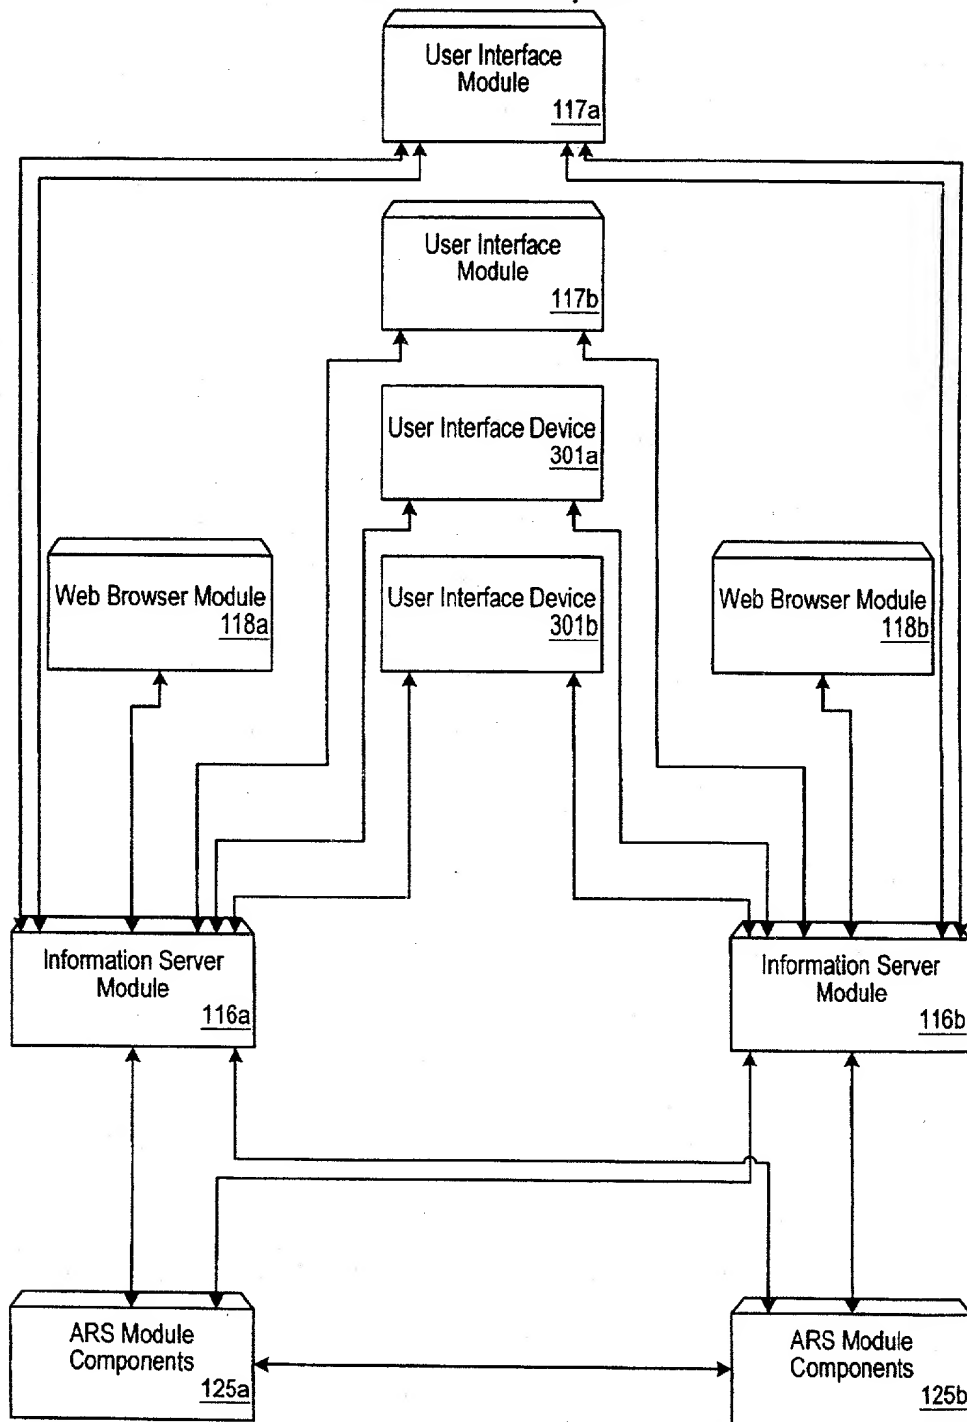 User Interface
Module
117a
User Interface
Module
117b
User Interface Device
301a
Web Browser Module
118a
User Interface Device
301b
Web Browser Module
118b
Information Server
Module
116a
Information Server
Module
116b
ARS Module
Components
125a
ARS Module
Components
125b